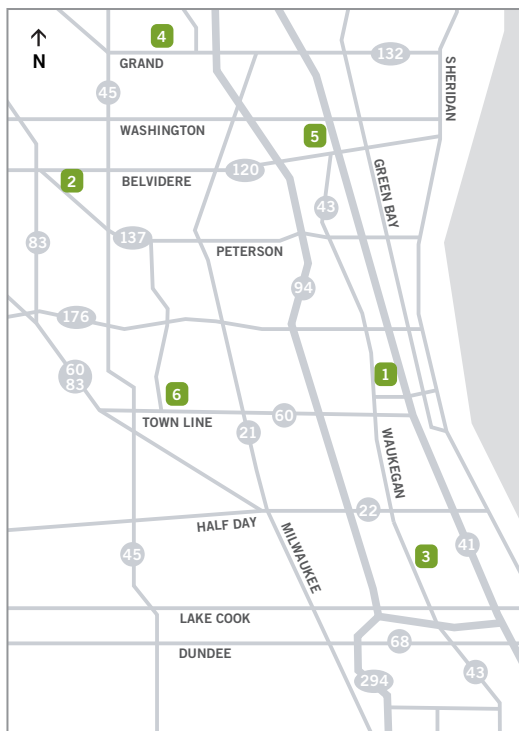 N
4
GRAND
132
SHERIDAN
45
WASHINGTON
5
GREEN BAY
120
BELVIDERE
2
43
83
137
PETERSON
94
176
60
83
1
6
TOWN LINE
60
21
WAUKEGAN
22
HALF DAY
MILWAUKEE
45
41
3
LAKE COOK
68
DUNDEE
43
294